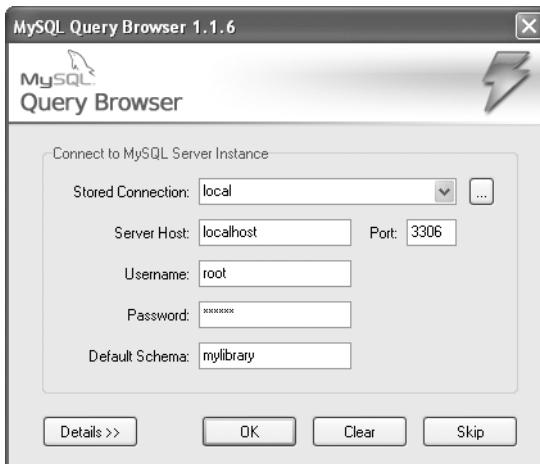 MySQL Query Browser 1.1.6
MySQL
Query Browser
Connect to MySQL Server Instance
Stored Connection: local ...
Server Host: localhost Port: 3306
Username: root
Password: ******
Default Schema: mylibrary
Details >> OK Clear Skip